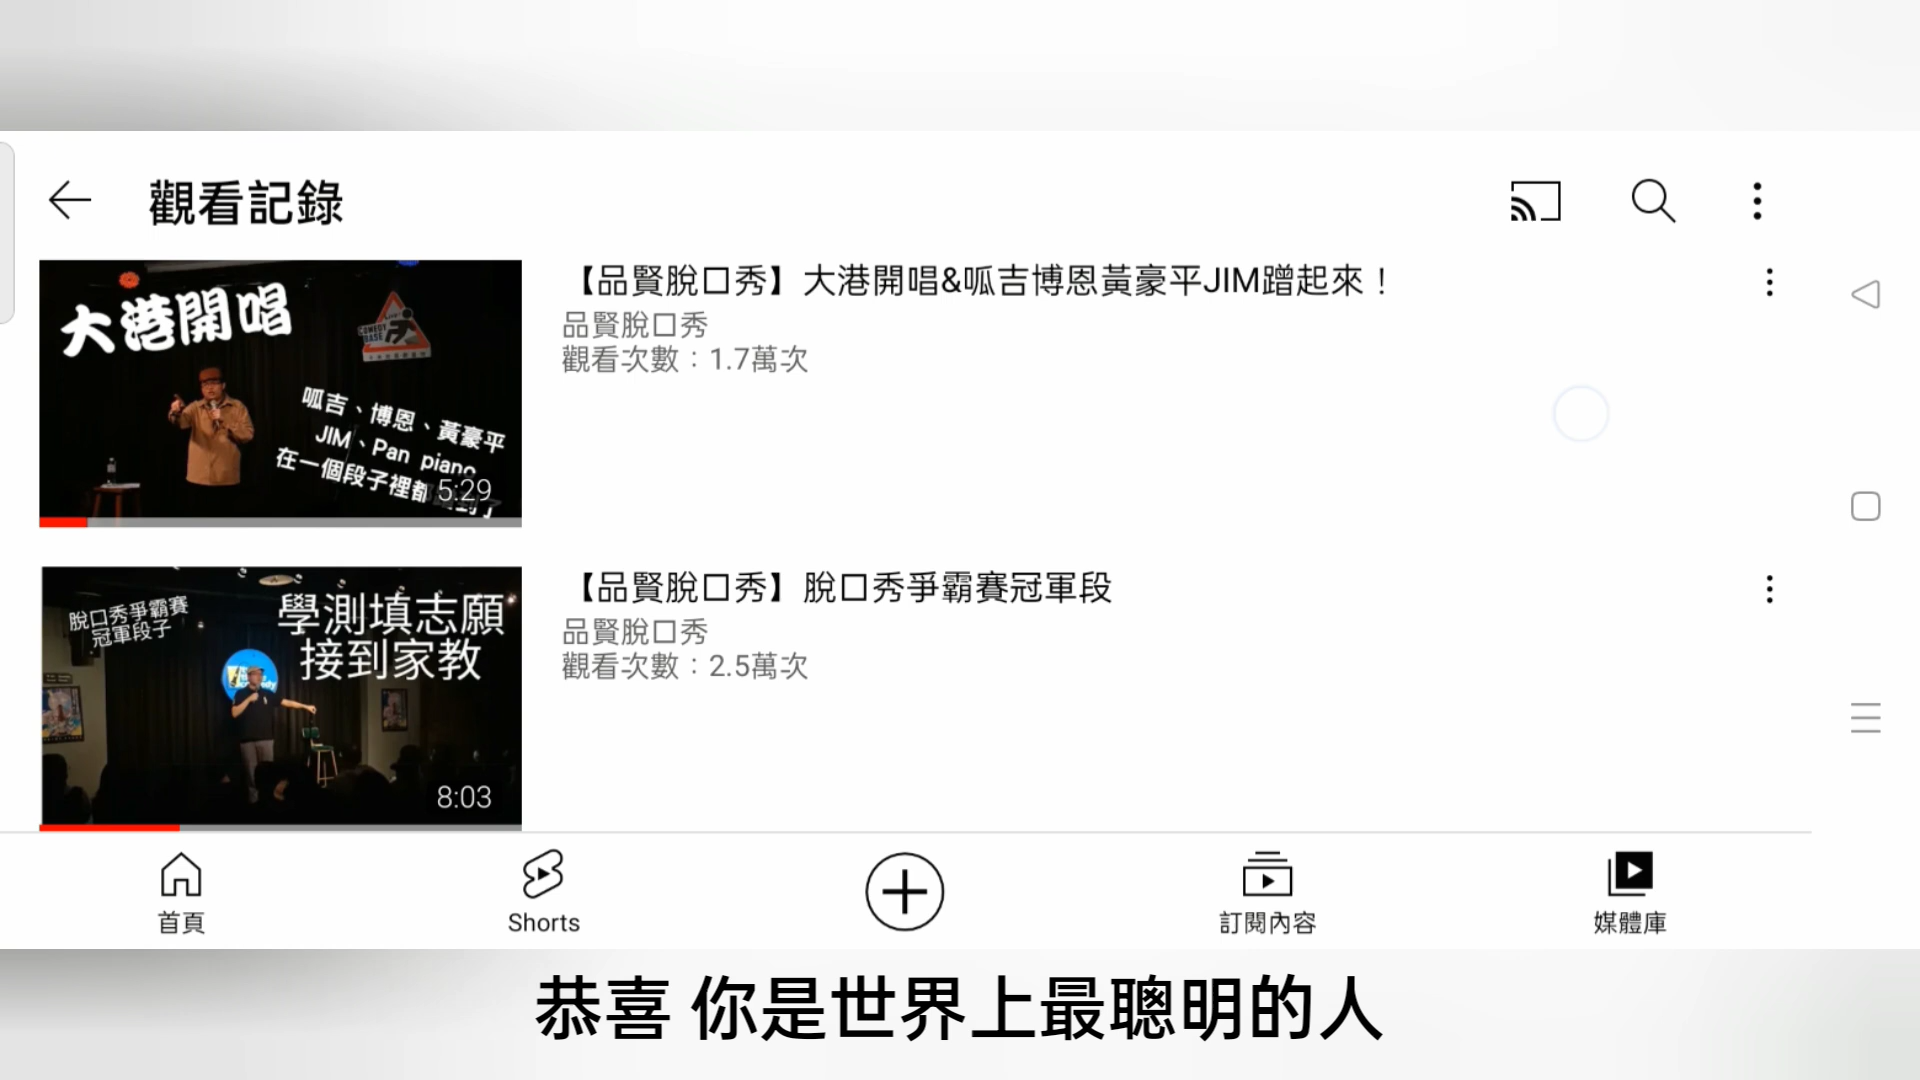 觀看記錄
大港開唱
COMEDY
BASE
呱吉、博恩、黃豪平
JIM、Pan piano
在一個段子裡都
5:29
【品賢脫口秀】大港開唱&呱吉博恩黃豪平JIM蹭起來！
品賢脫口秀
觀看次數：1.7萬次
脫口秀爭霸賽
冠軍段子
學測填志願
接到家教
8:03
【品賢脫口秀】脫口秀爭霸賽冠軍段
品賢脫口秀
觀看次數：2.5萬次
首頁
Shorts
訂閱內容
媒體庫
恭喜 你是世界上最聰明的人